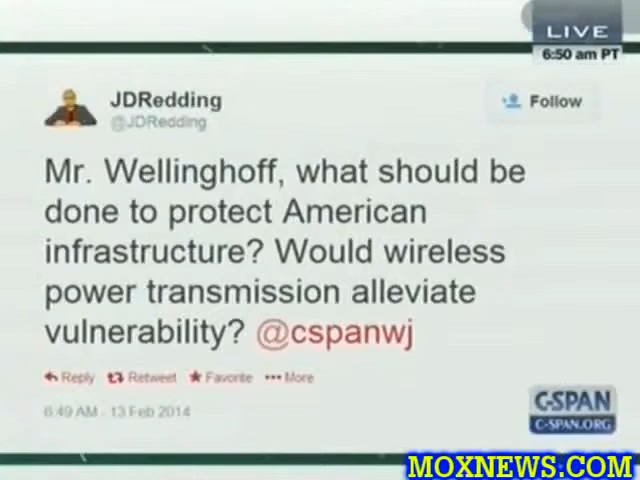 LIVE
6:50 am PT
JDRedding
@JDRedding
Follow
Mr. Wellinghoff, what should be
done to protect American
infrastructure? Would wireless
power transmission alleviate
vulnerability? @cspanwj
Reply Retweet Favorite More
6:49 AM - 13 Feb 2014
C-SPAN
C-SPAN.ORG
MOXNEWS.COM